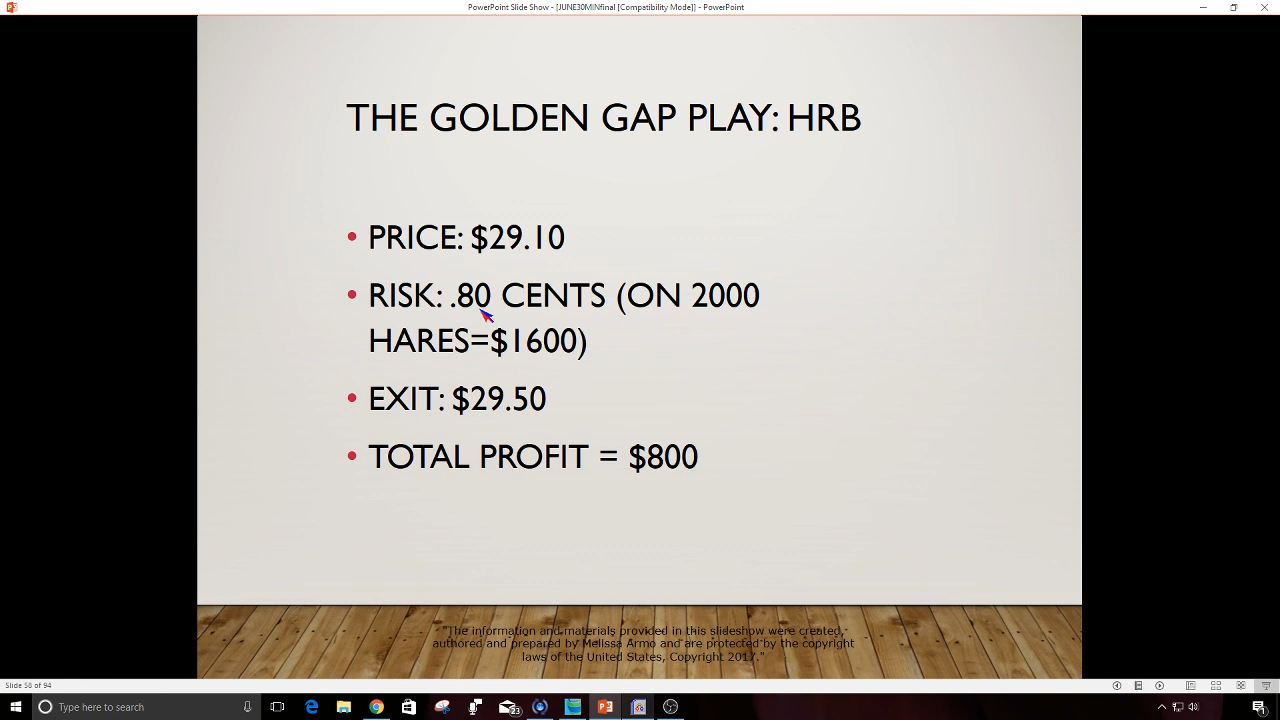 PowerPoint Slide Show - [JUNE30MINfinal [Compatibility Mode]] - PowerPoint
THE GOLDEN GAP PLAY: HRB
• PRICE: $29.10
• RISK: .80 CENTS (ON 2000
HARES=$1600)
• EXIT: $29.50
• TOTAL PROFIT = $800
"The information and materials provided in this slideshow were created,
authored and prepared by Melissa Armo and are protected by the copyright
laws of the United States, Copyright 2017."
Slide 58 of 94
Type here to search